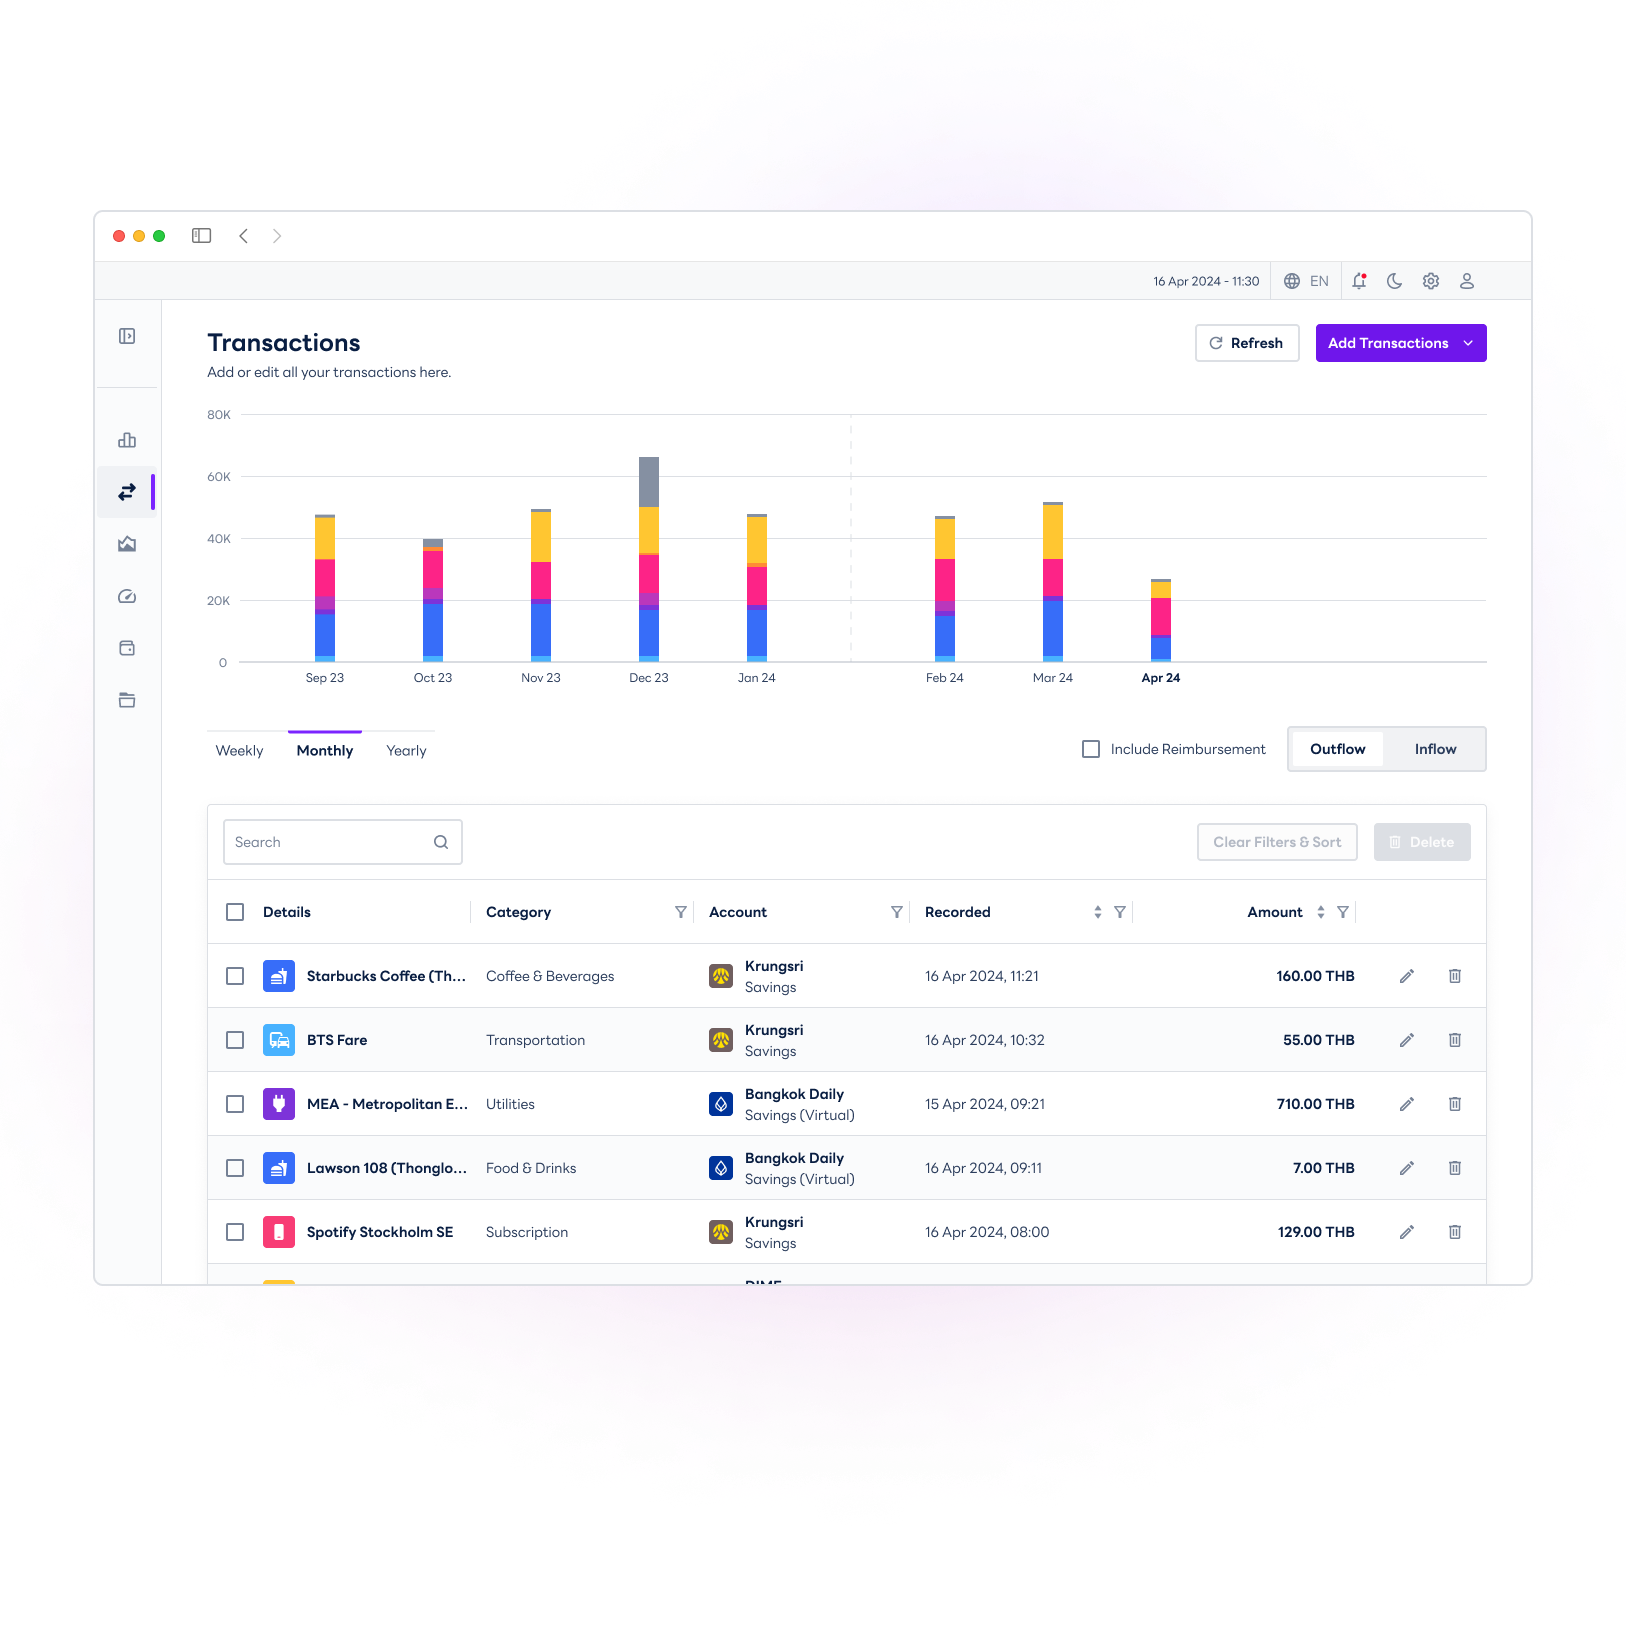 16 Apr 2024 - 11:30 EN
Transactions
Refresh
Add Transactions
Add or edit all your transactions here.
80K
60K
40K
20K
0
Sep 23 Oct 23 Nov 23 Dec 23 Jan 24 Feb 24 Mar 24 Apr 24
Weekly Monthly Yearly
Include Reimbursement
Outflow Inflow
Search
Clear Filters & Sort
Delete
Details Category Account Recorded Amount
Starbucks Coffee (Th... Coffee & Beverages Krungsri 16 Apr 2024, 11:21 160.00 THB
Savings
BTS Fare Transportation Krungsri 16 Apr 2024, 10:32 55.00 THB
Savings
MEA - Metropolitan E... Utilities Bangkok Daily 15 Apr 2024, 09:21 710.00 THB
Savings (Virtual)
Lawson 108 (Thonglo... Food & Drinks Bangkok Daily 16 Apr 2024, 09:11 7.00 THB
Savings (Virtual)
Spotify Stockholm SE Subscription Krungsri 16 Apr 2024, 08:00 129.00 THB
Savings
DIME